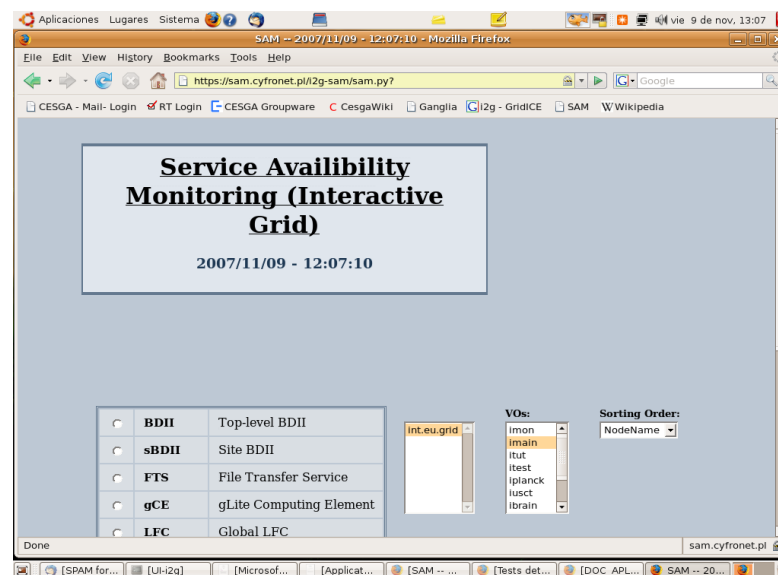 Aplicaciones Lugares Sistema vie 9 de nov, 13:07
SAM -- 2007/11/09 - 12:07:10 - Mozilla Firefox
File Edit View History Bookmarks Tools Help
https://sam.cyfronet.pl/i2g-sam/sam.py? Google
CESGA - Mail- Login RT Login CESGA Groupware CesgaWiki Ganglia i2g - GridICE SAM Wikipedia
Service Availibility
Monitoring (Interactive
Grid)
2007/11/09 - 12:07:10
VOs: Sorting Order:
BDII Top-level BDII int.eu.grid imon NodeName
imain
sBDII Site BDII itut
itest
FTS File Transfer Service iplanck
iusct
gCE gLite Computing Element ibrain
LFC Global LFC
Done sam.cyfronet.pl
[SPAM for... [UI-i2g] [Microsof... [Applicat... [SAM -- ... [Tests det... [DOC APL... SAM -- 20...